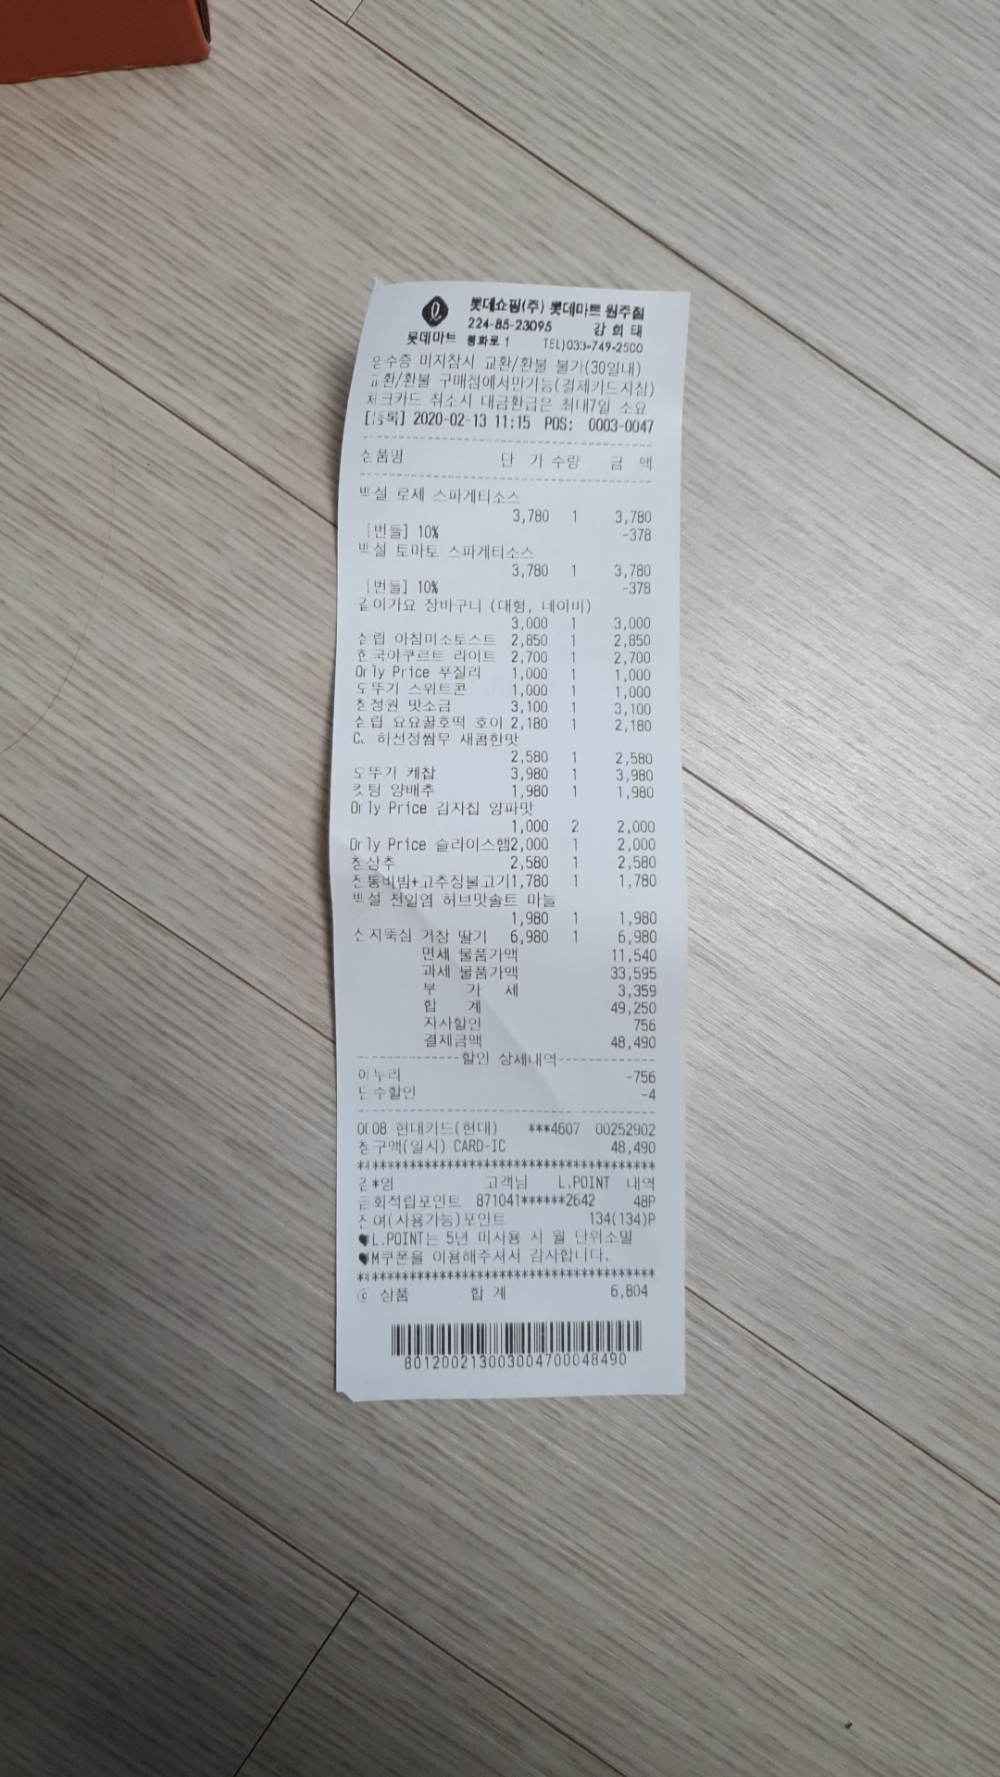 롯데쇼핑(주) 롯데마트 원주점
224-85-23095 강희태
롯데마트 봉화로 1 TEL)033-749-2500
영수증 미지참시 교환/환불 불가(30일내)
교환/환불 구매점에서만가능(결제카드지참)
체크카드 취소시 대금환급은 최대7일 소요
[등록] 2020-02-13 11:15 POS: 0003-0047
상품명 단 가 수량 금 액
백설 로제 스파게티소스
3,780 1 3,780
[번들] 10% -378
백설 토마토 스파게티소스
3,780 1 3,780
[번들] 10% -378
같이가요 장바구니 (대형, 네이비)
3,000 1 3,000
삼립 아침미소토스트 2,850 1 2,850
한국야쿠르트 라이트 2,700 1 2,700
Only Price 푸질리 1,000 1 1,000
오뚜기 스위트콘 1,000 1 1,000
청정원 맛소금 3,100 1 3,100
삼립 요요꿀호떡 호이 2,180 1 2,180
CJ 하선정쌈무 새콤한맛
2,580 1 2,580
오뚜기 케찹 3,980 1 3,980
컷팅 양배추 1,980 1 1,980
Only Price 감자칩 양파맛
1,000 2 2,000
Only Price 슬라이스햄2,000 1 2,000
청상추 2,580 1 2,580
전통비빔+고추장불고기1,780 1 1,780
백설 천일염 허브맛솔트 마늘
1,980 1 1,980
산지뚝심 거창 딸기 6,980 1 6,980
면세 물품가액 11,540
과세 물품가액 33,595
부 가 세 3,359
합 계 49,250
자사할인 756
결제금액 48,490
할인 상세내역
에누리 -756
단수할인 -4
0008 현대카드(현대) ***4607 00252902
청구액(일시) CARD-IC 48,490
*영 고객님 L.POINT 내역
금회적립포인트 871041******2642 48P
잔여(사용가능)포인트 134(134)P
♥L.POINT는 5년 미사용 시 월 단위소멸
♥M쿠폰을 이용해주셔서 감사합니다.
ⓒ 상품 합 계 6,804
801200213003004700048490